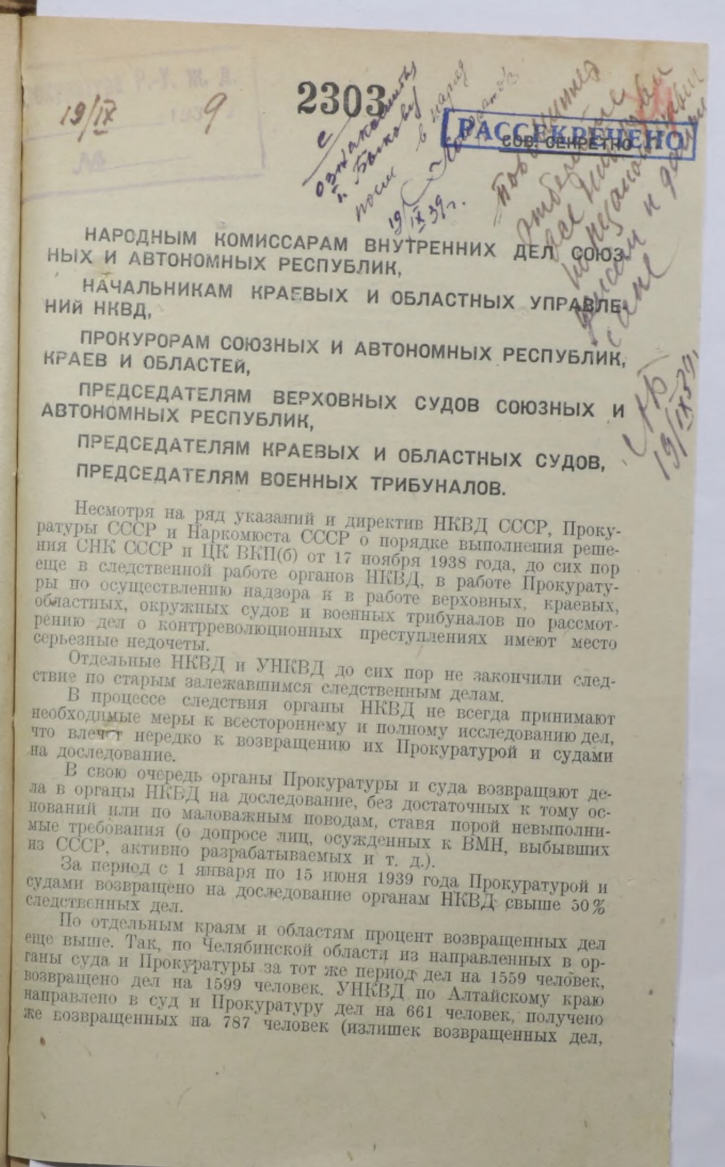 19/IX 9
2303
РАССЕКРЕЧЕНО
СОВ. СЕКРЕТНО
с
19 IX 39 г.
19/IX 39
НАРОДНЫМ КОМИССАРАМ ВНУТРЕННИХ ДЕЛ СОЮЗ-
НЫХ И АВТОНОМНЫХ РЕСПУБЛИК,
НАЧАЛЬНИКАМ КРАЕВЫХ И ОБЛАСТНЫХ УПРАВЛЕ-
НИЙ НКВД,
ПРОКУРОРАМ СОЮЗНЫХ И АВТОНОМНЫХ РЕСПУБЛИК,
КРАЕВ И ОБЛАСТЕЙ,
ПРЕДСЕДАТЕЛЯМ ВЕРХОВНЫХ СУДОВ СОЮЗНЫХ И
АВТОНОМНЫХ РЕСПУБЛИК,
ПРЕДСЕДАТЕЛЯМ КРАЕВЫХ И ОБЛАСТНЫХ СУДОВ,
ПРЕДСЕДАТЕЛЯМ ВОЕННЫХ ТРИБУНАЛОВ.
Несмотря на ряд указаний и директив НКВД СССР, Проку-
ратуры СССР и Наркомюста СССР о порядке выполнения реше-
ния СНК СССР и ЦК ВКП(б) от 17 ноября 1938 года, до сих пор
еще в следственной работе органов НКВД, в работе Прокурату-
ры по осуществлению надзора и в работе верховных, краевых,
областных, окружных судов и военных трибуналов по рассмот-
рению дел о контрреволюционных преступлениях имеют место
серьезные недочеты.
Отдельные НКВД и УНКВД до сих пор не закончили след-
ствие по старым залежавшимся следственным делам.
В процессе следствия органы НКВД не всегда принимают
необходимые меры к всестороннему и полному исследованию дел,
что влечет нередко к возвращению их Прокуратурой и судами
на доследование.
В свою очередь органы Прокуратуры и суда возвращают де-
ла в органы НКВД на доследование, без достаточных к тому ос-
нований или по маловажным поводам, ставя порой невыполни-
мые требования (о допросе лиц, осужденных к ВМН, выбывших
из СССР, активно разрабатываемых и т. д.).
За период с 1 января по 15 июня 1939 года Прокуратурой и
судами возвращено на доследование органам НКВД свыше 50%
следственных дел.
По отдельным краям и областям процент возвращенных дел
еще выше. Так, по Челябинской области из направленных в ор-
ганы суда и Прокуратуры за тот же период дел на 1559 человек,
возвращено дел на 1599 человек. УНКВД по Алтайскому краю
направлено в суд и Прокуратуру дел на 661 человек, получено
же возвращенных на 787 человек (излишек возвращенных дел,